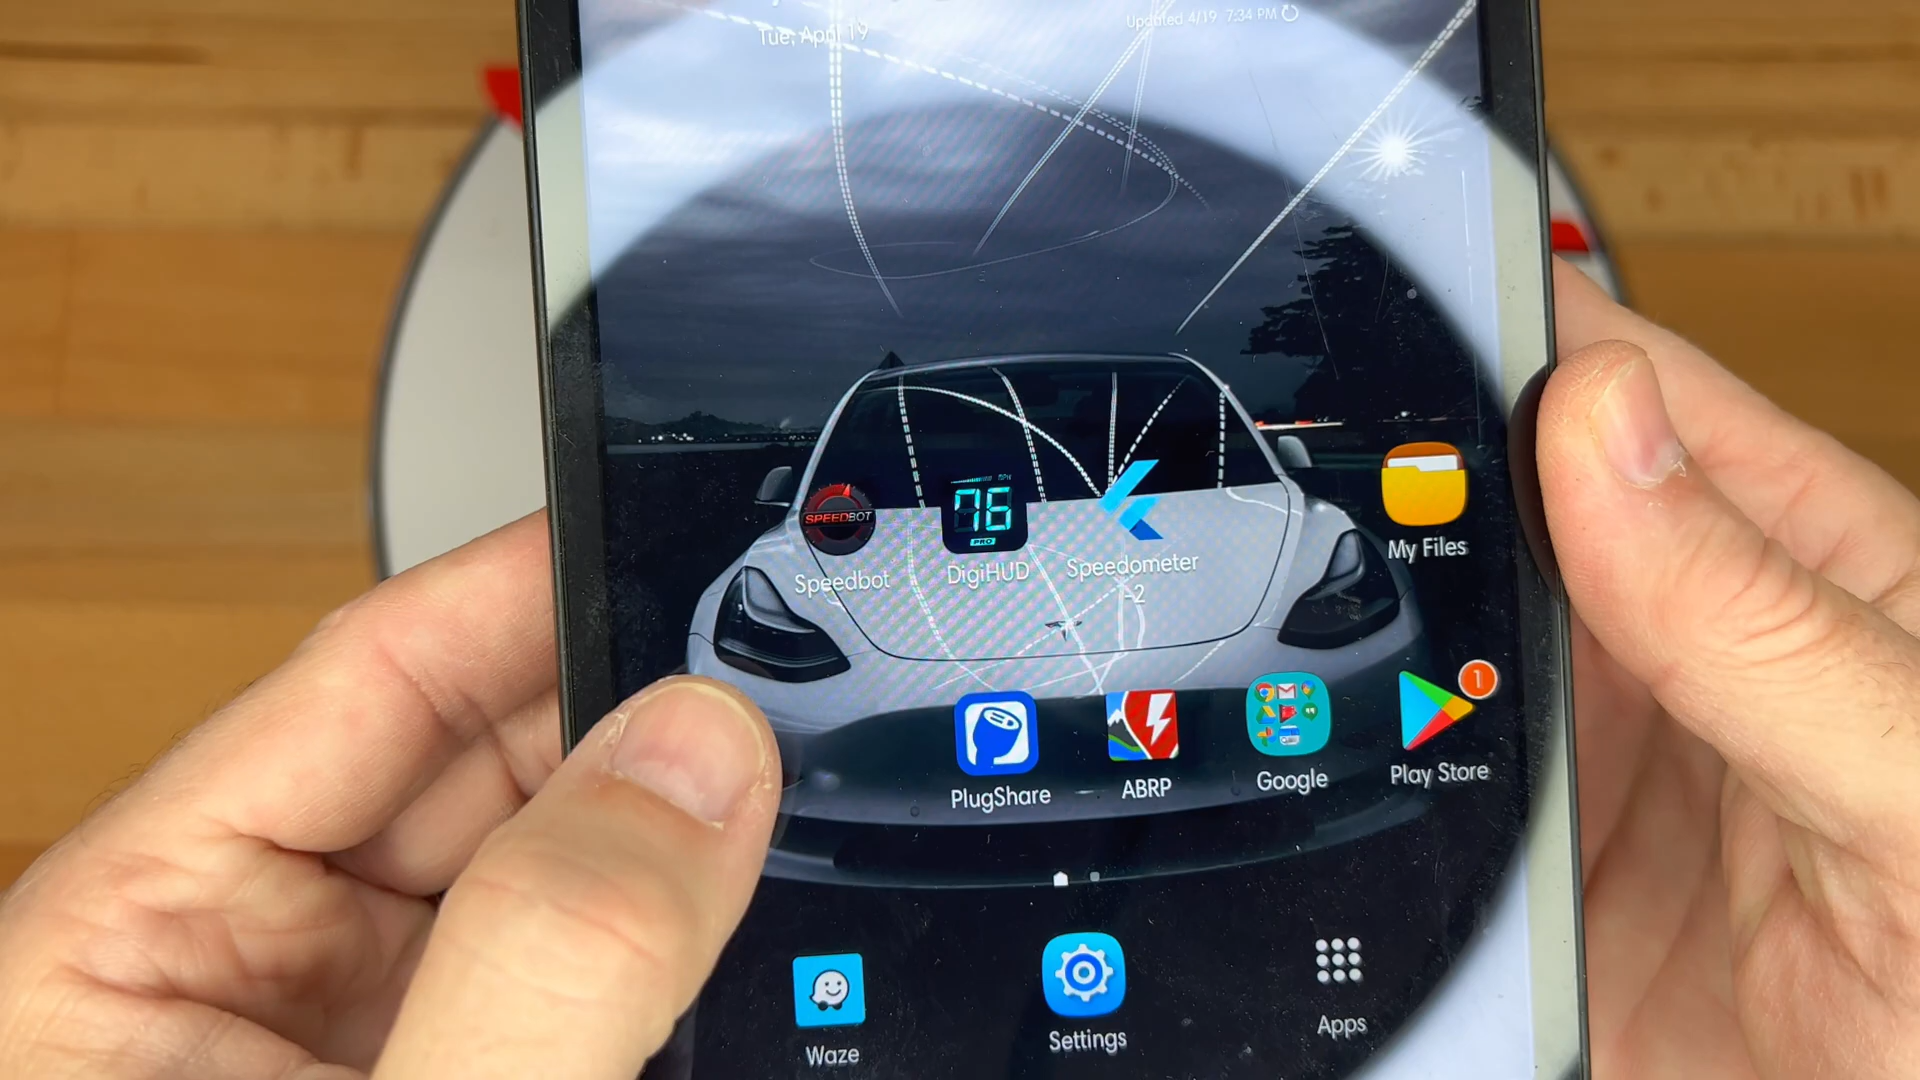 Tue, April 19
Updated 4/19 7:34 PM
SPEEDBOT
MPH
76
PRO
Speedbot
DigiHUD
Speedometer
-2
My Files
1
PlugShare
ABRP
Google
Play Store
Waze
Settings
Apps